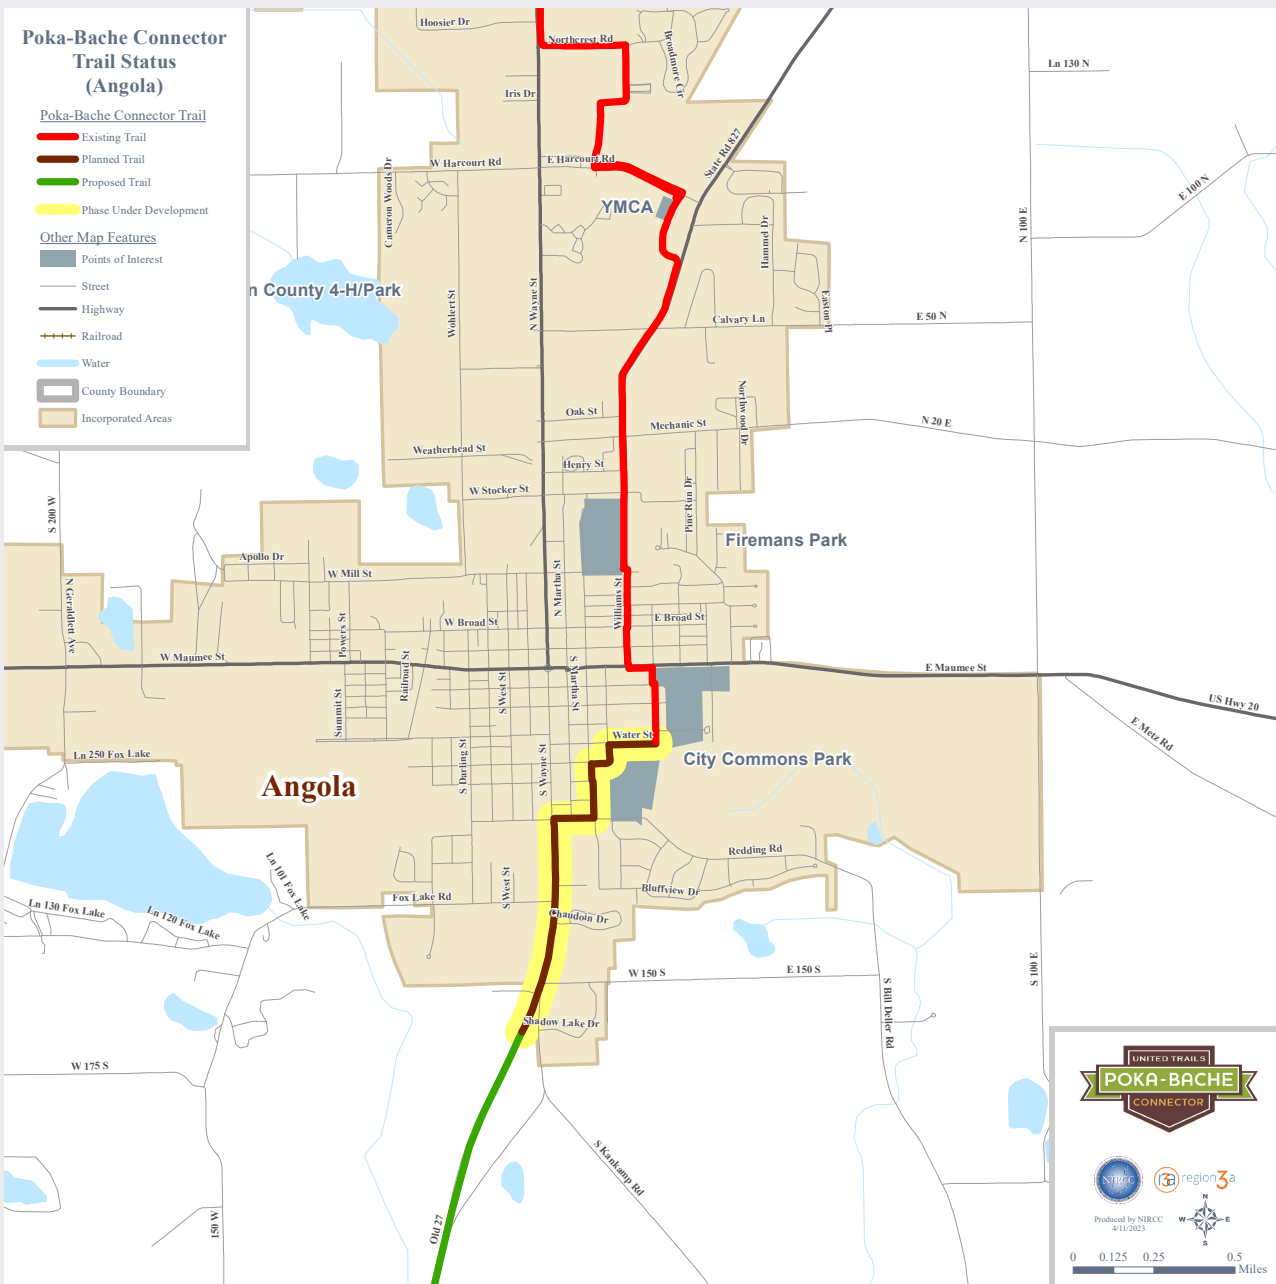 Poka-Bache Connector
Trail Status
(Angola)
Poka-Bache Connector Trail
Existing Trail
Planned Trail
Proposed Trail
Phase Under Development
Other Map Features
Points of Interest
Street
Highway
Railroad
Water
County Boundary
Incorporated Areas
Hoosier Dr
Northcrest Rd
Broadmore Cir
Ln 130 N
Iris Dr
State Rd 827
W Harcourt Rd
E Harcourt Rd
Cameron Woods Dr
YMCA
E 100 N
N 100 E
Hammel Dr
n County 4-H/Park
Wohlert St
N Wayne St
Easton Pl
Calvary Ln
E 50 N
Oak St
Mechanic St
Northwood Dr
N 20 E
Weatherhead St
Henry St
W Stocker St
Pine Run Dr
S 200 W
Firemans Park
Apollo Dr
W Mill St
N Martha St
Williams St
N Geraldlett Ave
Powers St
W Broad St
E Broad St
W Maumee St
Railroad St
S Martha St
E Maumee St
S West St
Summit St
US Hwy 20
E Metz Rd
Water St
Ln 250 Fox Lake
S Darling St
S Wayne St
City Commons Park
Angola
Redding Rd
Ln 101 Fox Lake
S West St
Bluffview Dr
Fox Lake Rd
Ln 130 Fox Lake
Ln 120 Fox Lake
Chaudoin Dr
W 150 S
E 150 S
S 100 E
S Bill Deller Rd
Shadow Lake Dr
W 175 S
S Kankamp Rd
150 W
Old 27
UNITED TRAILS
POKA-BACHE
CONNECTOR
NIRCC
r3a region3a
Produced by NIRCC
4/11/2023
N
W E
S
0 0.125 0.25 0.5
Miles